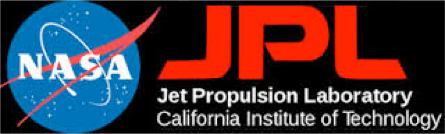 NASA
JPL
Jet Propulsion Laboratory
California Institute of Technology